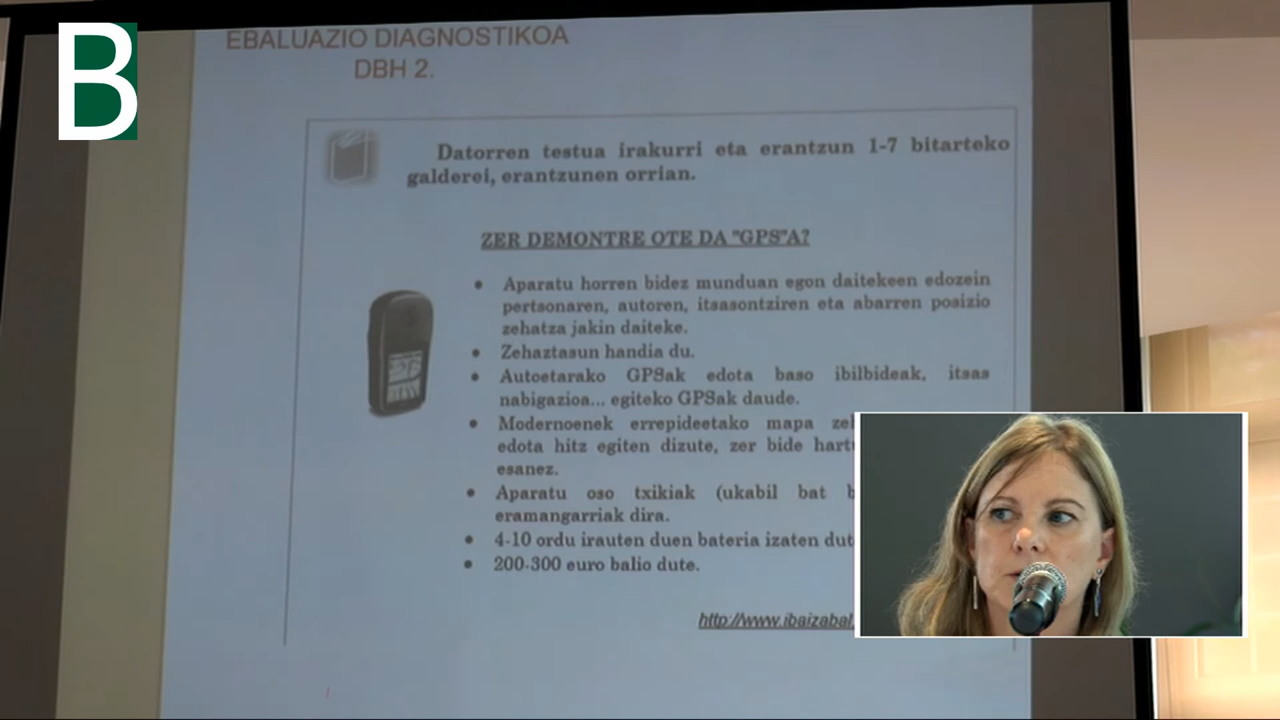 B
EBALUAZIO DIAGNOSTIKOA
DBH 2.
Datorren testua irakurri eta erantzun 1-7 bitarteko
galderei, erantzunen orrian.
ZER DEMONTRE OTE DA "GPS"A?
• Aparatu horren bidez munduan egon daitekeen edozein
pertsonaren, autoren, itsasontziren eta abarren posizio
zehatza jakin daiteke.
• Zehaztasun handia du.
• Autoetarako GPSak edota baso ibilbideak, itsas
nabigazioa... egiteko GPSak daude.
• Modernoenek errepideetako mapa
edota hitz egiten dizute, zer bide
esanez.
• Aparatu oso txikiak (ukabil bat
eramangarriak dira.
• 4-10 ordu irauten duen bateria izaten
• 200-300 euro balio dute.
http://www.ibaizabal.